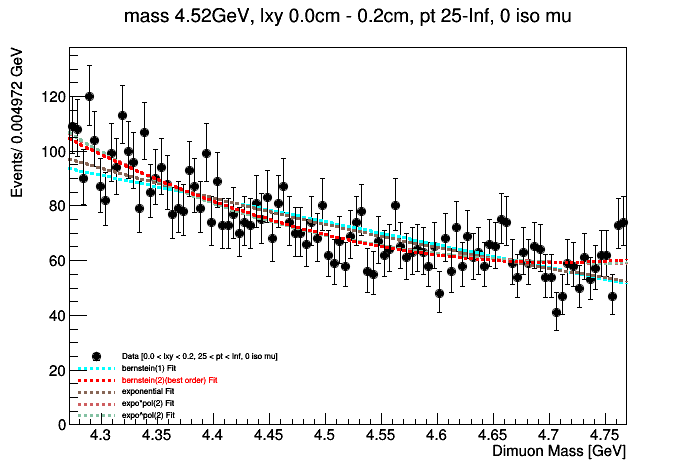 mass 4.52GeV, lxy 0.0cm - 0.2cm, pt 25-Inf, 0 iso mu
Events/ 0.004972 GeV
120
100
80
60
40
20
0
Data [0.0 < lxy < 0.2, 25 < pt < Inf, 0 iso mu]
bernstein(1) Fit
bernstein(2)(best order) Fit
exponential Fit
expo*pol(2) Fit
expo*pol(2) Fit
4.3 4.35 4.4 4.45 4.5 4.55 4.6 4.65 4.7 4.75
Dimuon Mass [GeV]